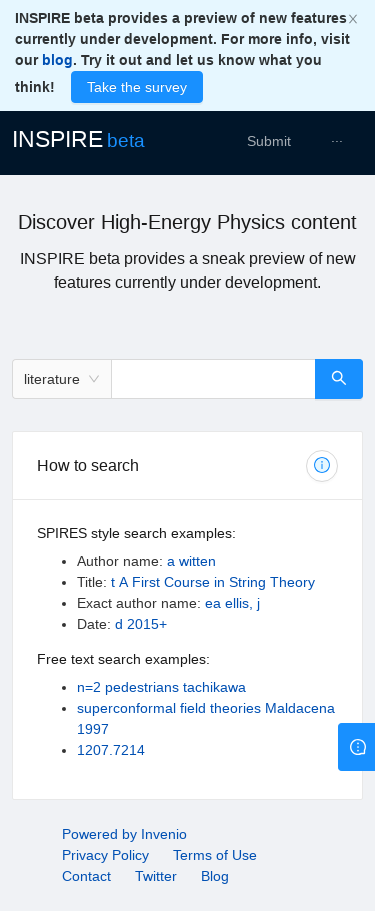 INSPIRE beta provides a preview of new features
currently under development. For more info, visit
our blog. Try it out and let us know what you
think! Take the survey
INSPIRE beta Submit ···
Discover High-Energy Physics content
INSPIRE beta provides a sneak preview of new
features currently under development.
literature
How to search
SPIRES style search examples:
• Author name: a witten
• Title: t A First Course in String Theory
• Exact author name: ea ellis, j
• Date: d 2015+
Free text search examples:
• n=2 pedestrians tachikawa
• superconformal field theories Maldacena
1997
• 1207.7214
Powered by Invenio
Privacy Policy Terms of Use
Contact Twitter Blog